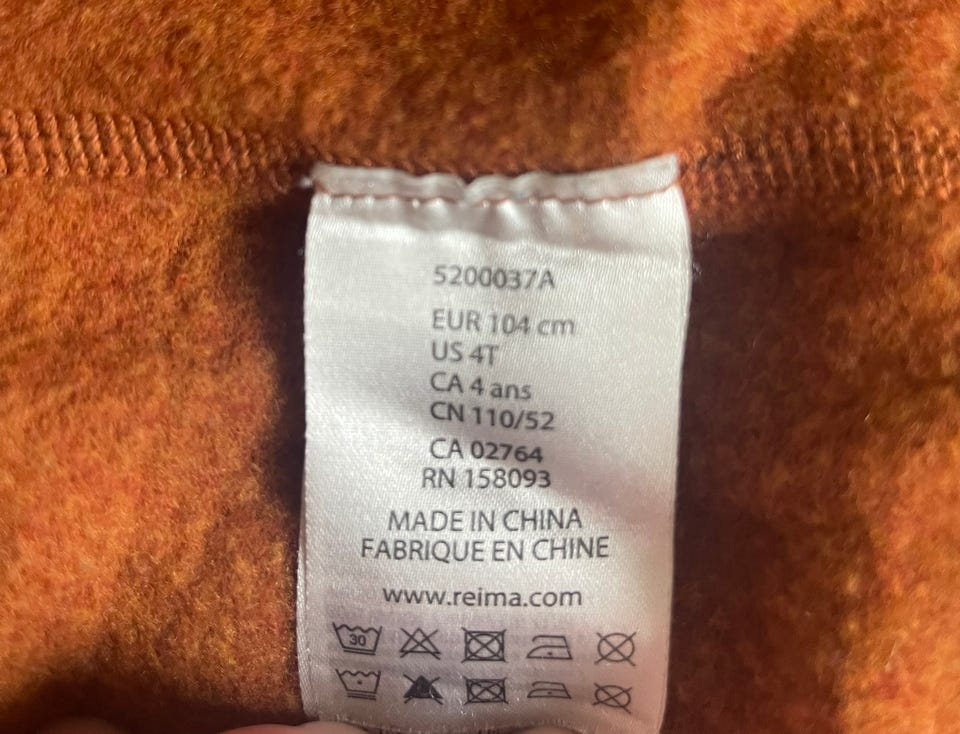 5200037A
EUR 104 cm
US 4T
CA 4 ans
CN 110/52
CA 02764
RN 158093
MADE IN CHINA
FABRIQUE EN CHINE
www.reima.com
30